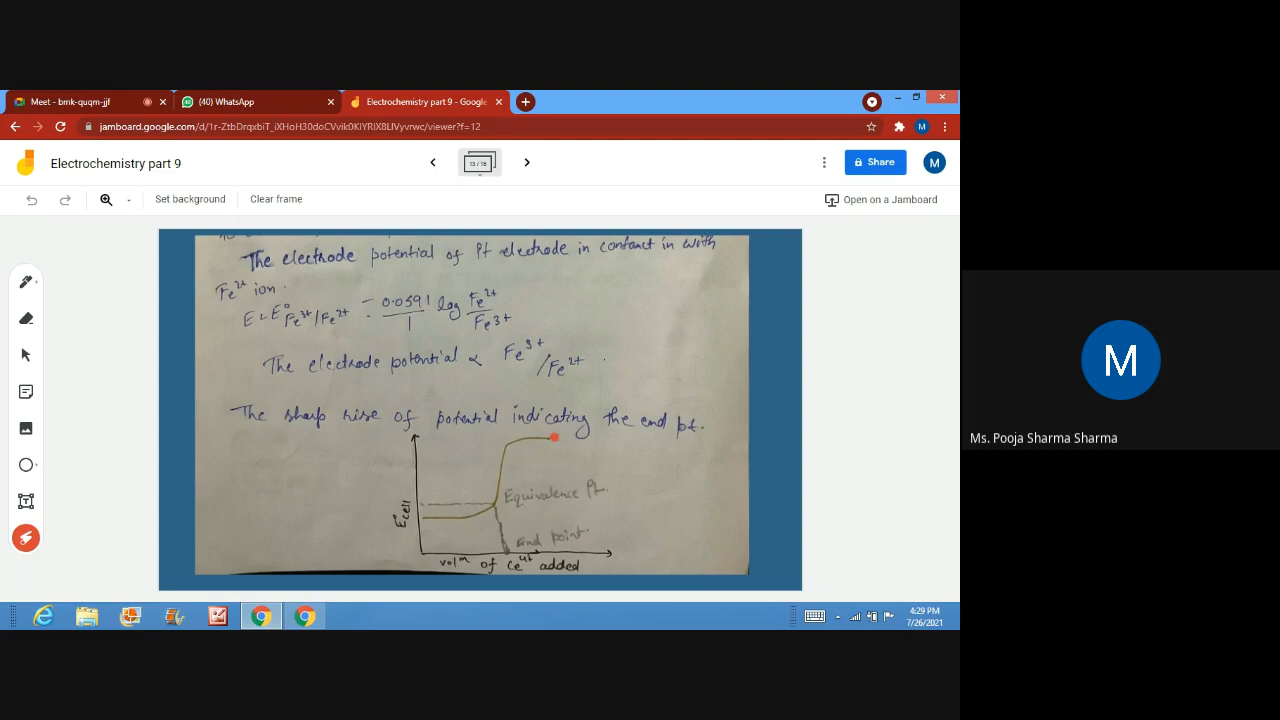 Meet - bmk-quqm-jjf
(40) WhatsApp
Electrochemistry part 9 - Google
jamboard.google.com/d/1r-ZtbDrqxbiT_iXHoH30doCVvik0KlYRlX8LlVyvrwc/viewer?f=12
M
Electrochemistry part 9
13 / 18
Share
M
Set background
Clear frame
Open on a Jamboard
The electrode potential of Pt electrode in contact in with
Fe2+ ion.
E = E° Fe3+/Fe2+ = 0.0591/1 log Fe2+/Fe3+
The electrode potential ∝ Fe3+/Fe2+
The sharp rise of potential indicating the end pt.
Equivalence Pt.
E°cell
End point.
volm of Ce4+ added
M
Ms. Pooja Sharma Sharma
4:29 PM
7/26/2021